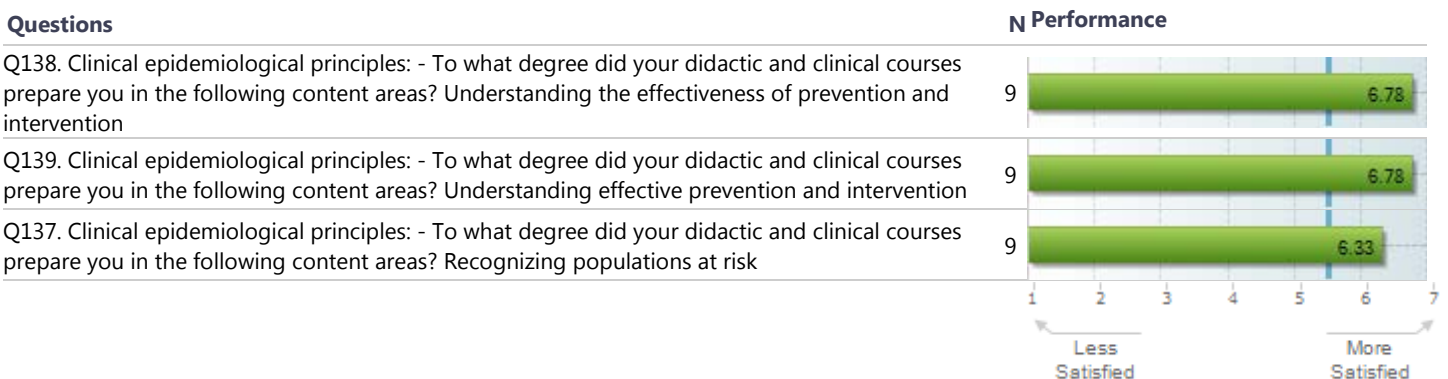 Questions N Performance
Q138. Clinical epidemiological principles: - To what degree did your didactic and clinical courses
prepare you in the following content areas? Understanding the effectiveness of prevention and
intervention
9 6.78
Q139. Clinical epidemiological principles: - To what degree did your didactic and clinical courses
prepare you in the following content areas? Understanding effective prevention and intervention
9 6.78
Q137. Clinical epidemiological principles: - To what degree did your didactic and clinical courses
prepare you in the following content areas? Recognizing populations at risk
9 6.33
1 2 3 4 5 6 7
Less More
Satisfied Satisfied